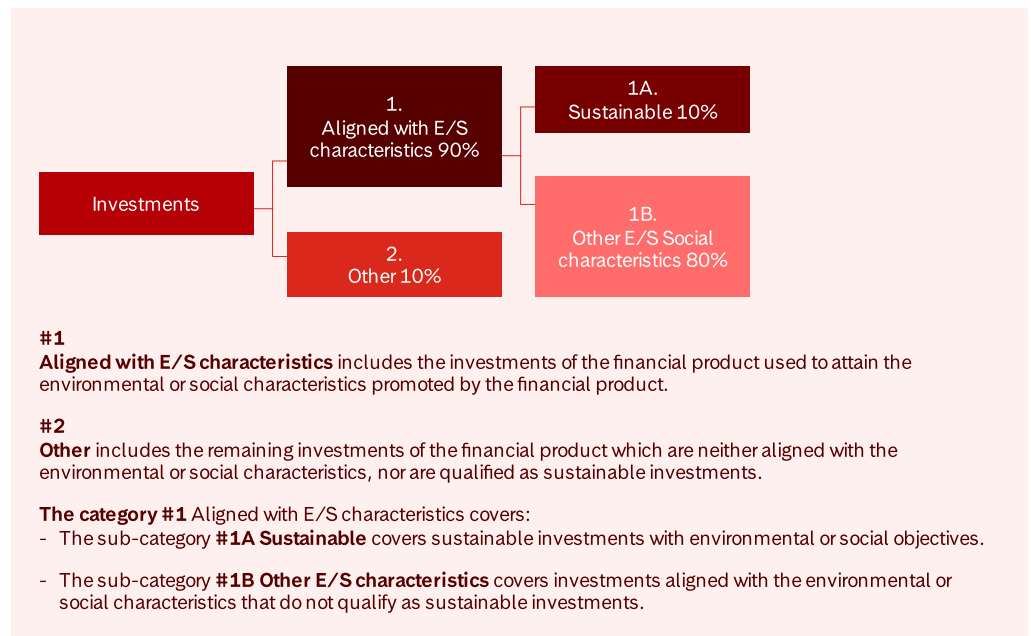 Investments
1.
Aligned with E/S
characteristics 90%
2.
Other 10%
1A.
Sustainable 10%
1B.
Other E/S Social
characteristics 80%
#1
Aligned with E/S characteristics includes the investments of the financial product used to attain the
environmental or social characteristics promoted by the financial product.
#2
Other includes the remaining investments of the financial product which are neither aligned with the
environmental or social characteristics, nor are qualified as sustainable investments.
The category #1 Aligned with E/S characteristics covers:
- The sub-category #1A Sustainable covers sustainable investments with environmental or social objectives.
- The sub-category #1B Other E/S characteristics covers investments aligned with the environmental or
social characteristics that do not qualify as sustainable investments.